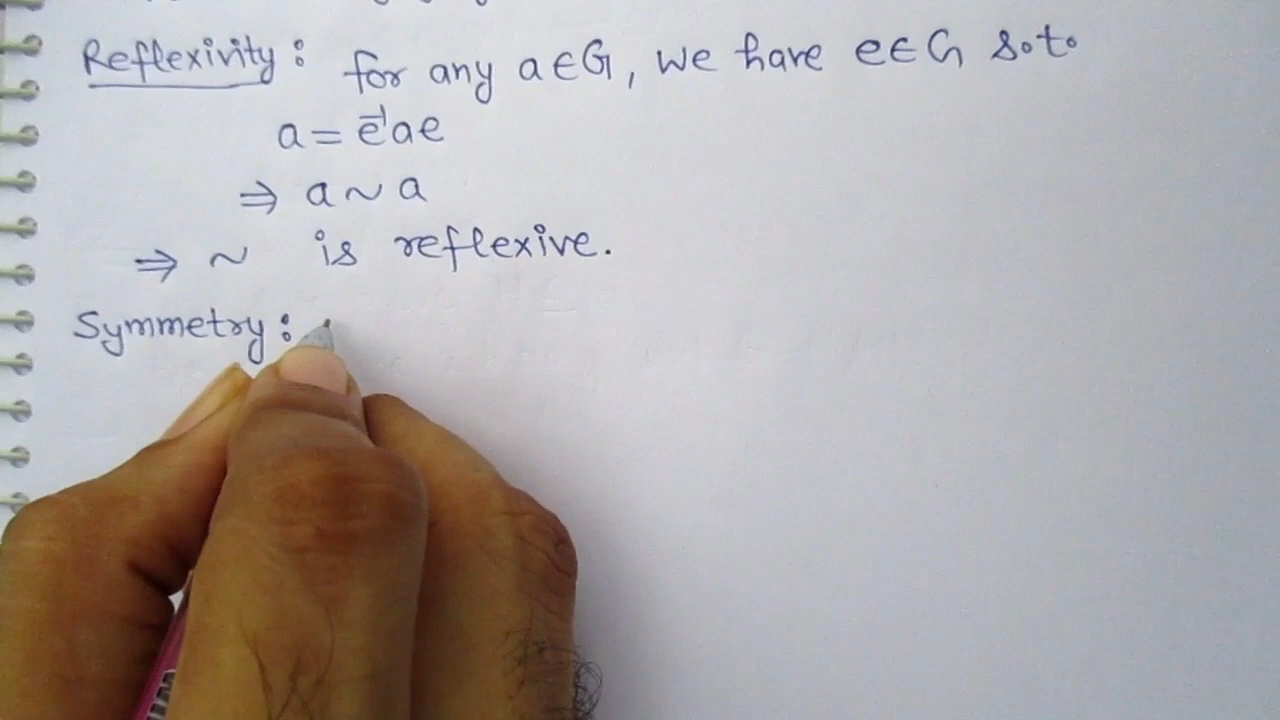 Reflexivity: for any a∈G, we have e∈G s.t.
a = e⁻¹ae
⇒ a ~ a
⇒ ~ is reflexive.
Symmetry: